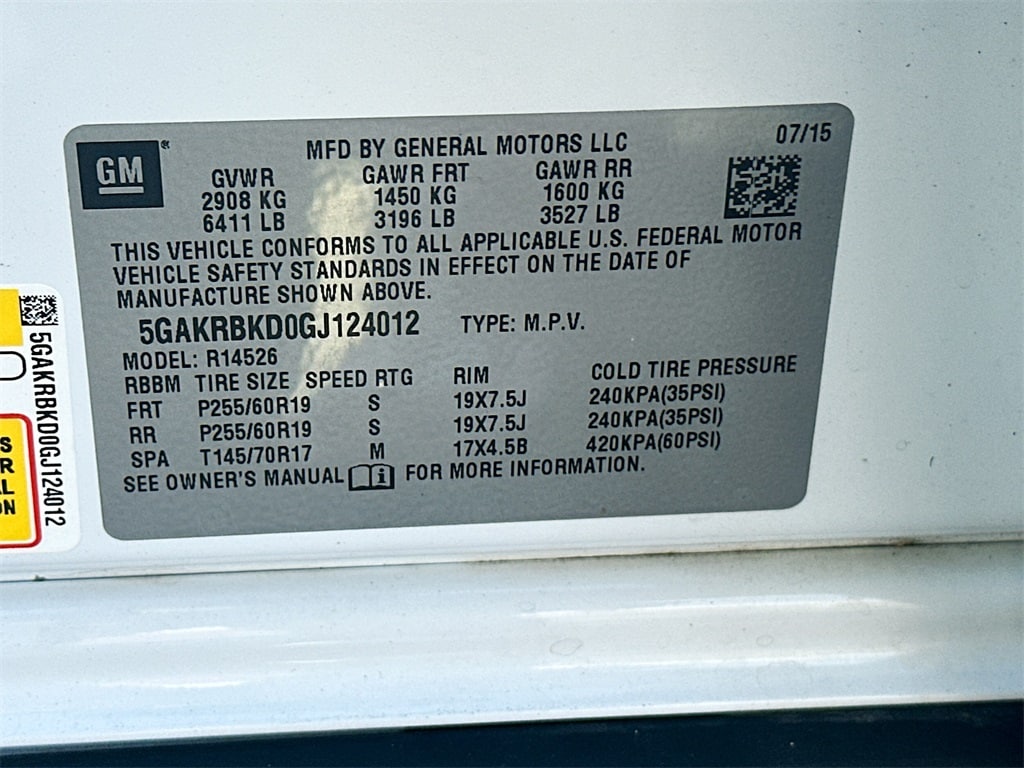 GM
MFD BY GENERAL MOTORS LLC
07/15
GVWR GAWR FRT GAWR RR
2908 KG 1450 KG 1600 KG
6411 LB 3196 LB 3527 LB
THIS VEHICLE CONFORMS TO ALL APPLICABLE U.S. FEDERAL MOTOR
VEHICLE SAFETY STANDARDS IN EFFECT ON THE DATE OF
MANUFACTURE SHOWN ABOVE.
5GAKRBKD0GJ124012 TYPE: M.P.V.
MODEL: R14526
RBBM TIRE SIZE SPEED RTG RIM COLD TIRE PRESSURE
FRT P255/60R19 S 19X7.5J 240KPA(35PSI)
RR P255/60R19 S 19X7.5J 240KPA(35PSI)
SPA T145/70R17 M 17X4.5B 420KPA(60PSI)
SEE OWNER'S MANUAL FOR MORE INFORMATION.
5GAKRBKD0GJ124012